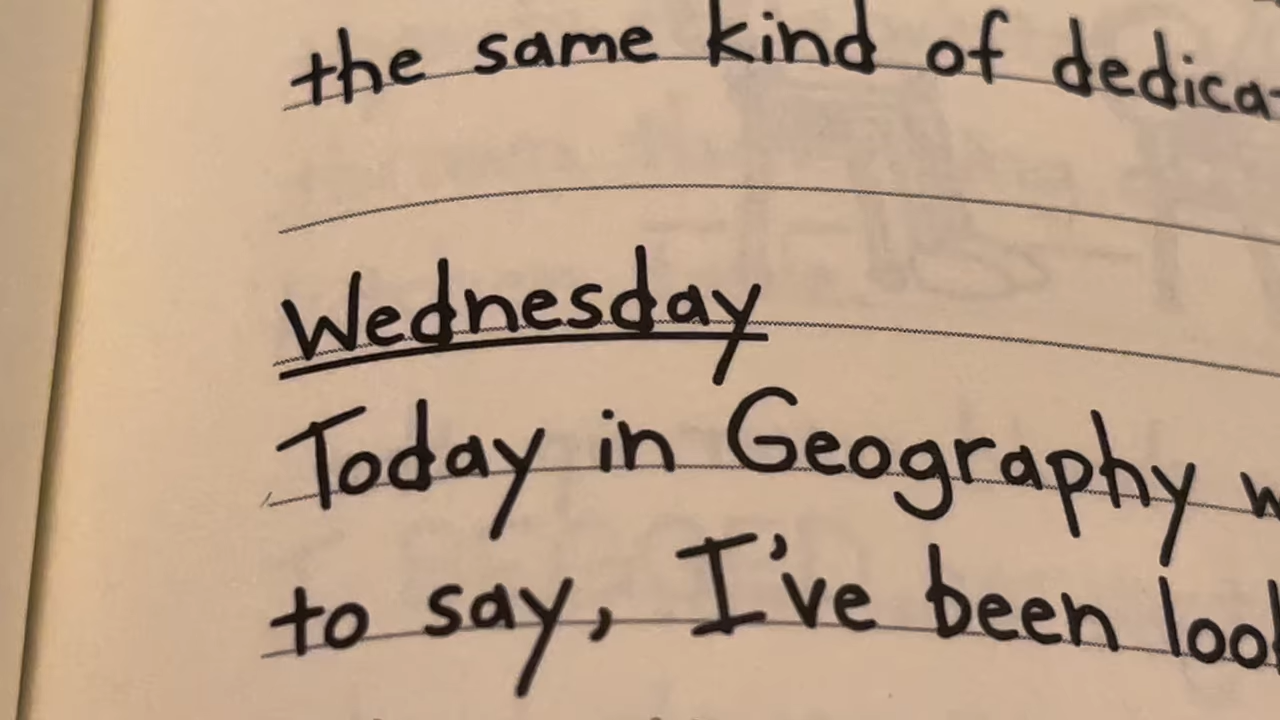 the same kind of dedica
Wednesday
Today in Geography w
to say, I've been loo